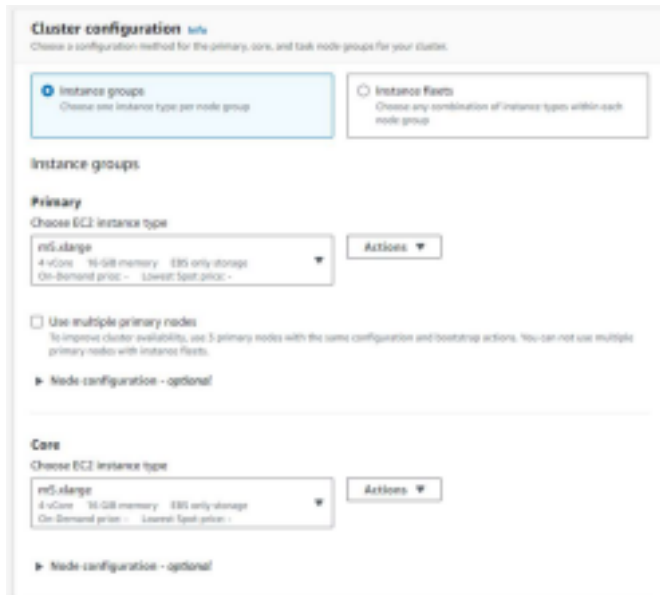 Cluster configuration Info
Choose a configuration method for the primary, core, and task node groups for your cluster.
Instance groups
Choose one instance type per node group
Instance fleets
Choose any combination of instance types within each
node group
Instance groups
Primary
Choose EC2 instance type
m5.xlarge
4 vCore 16 GiB memory EBS only storage
On-Demand price: - Lowest Spot price: -
Actions
Use multiple primary nodes
To improve cluster availability, use 3 primary nodes with the same configuration and bootstrap actions. You can not use multiple
primary nodes with instance fleets.
Node configuration - optional
Core
Choose EC2 instance type
m5.xlarge
4 vCore 16 GiB memory EBS only storage
On-Demand price: - Lowest Spot price: -
Actions
Node configuration - optional